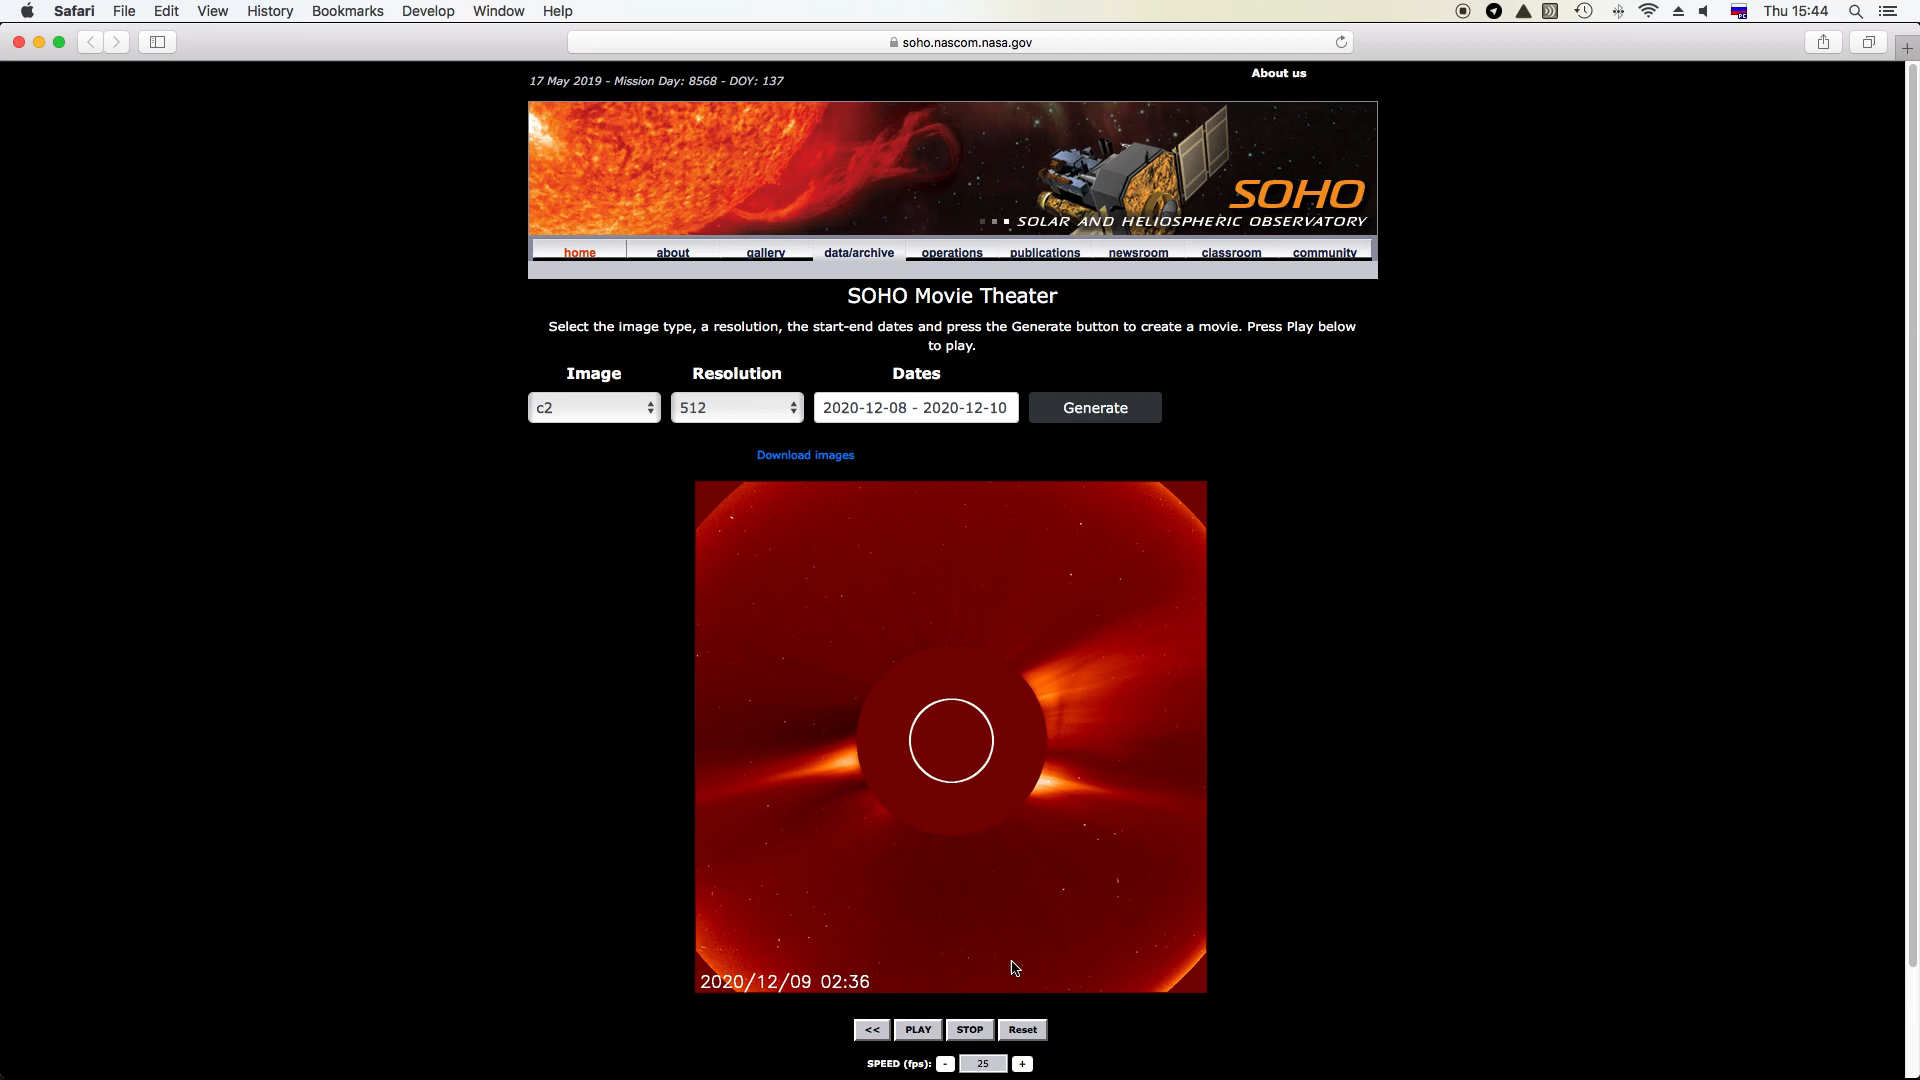 Safari File Edit View History Bookmarks Develop Window Help Thu 15:44
soho.nascom.nasa.gov
17 May 2019 - Mission Day: 8568 - DOY: 137
About us
SOHO
SOLAR AND HELIOSPHERIC OBSERVATORY
home about gallery data/archive operations publications newsroom classroom community
SOHO Movie Theater
Select the image type, a resolution, the start-end dates and press the Generate button to create a movie. Press Play below
to play.
Image Resolution Dates
c2 512 2020-12-08 - 2020-12-10 Generate
Download images
2020/12/09 02:36
<< PLAY STOP Reset
SPEED (fps): - 25 +